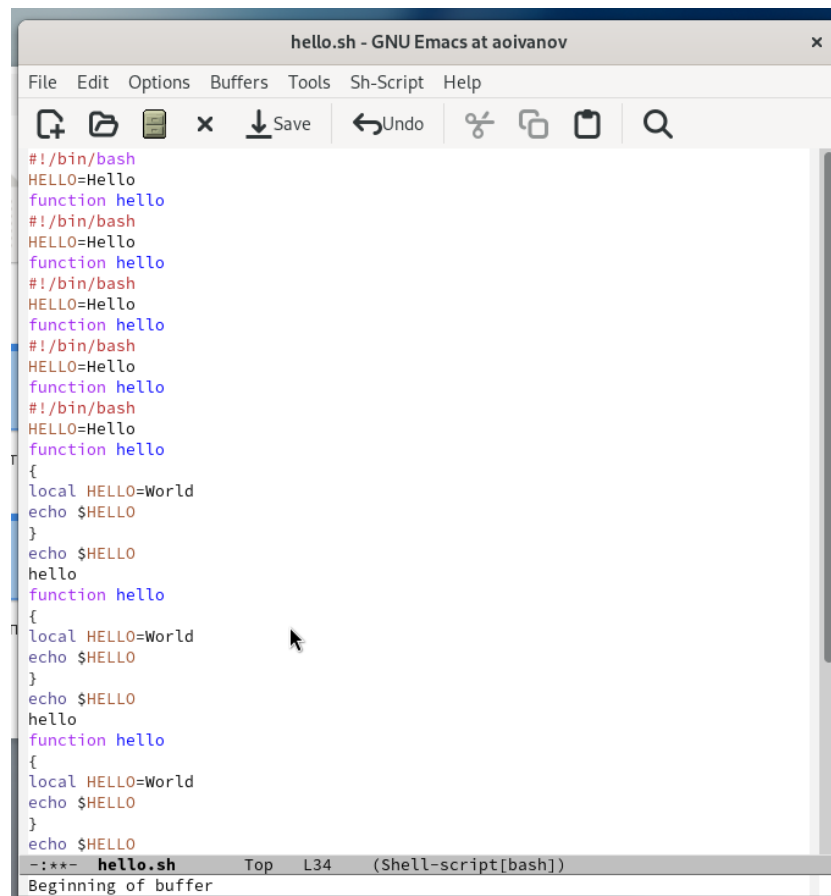 hello.sh - GNU Emacs at aoivanov ×
File Edit Options Buffers Tools Sh-Script Help
Save Undo
#!/bin/bash
HELLO=Hello
function hello
#!/bin/bash
HELLO=Hello
function hello
#!/bin/bash
HELLO=Hello
function hello
#!/bin/bash
HELLO=Hello
function hello
#!/bin/bash
HELLO=Hello
function hello
{
local HELLO=World
echo $HELLO
}
echo $HELLO
hello
function hello
{
local HELLO=World
echo $HELLO
}
echo $HELLO
hello
function hello
{
local HELLO=World
echo $HELLO
}
echo $HELLO
-:**- hello.sh Top L34 (Shell-script[bash])
Beginning of buffer